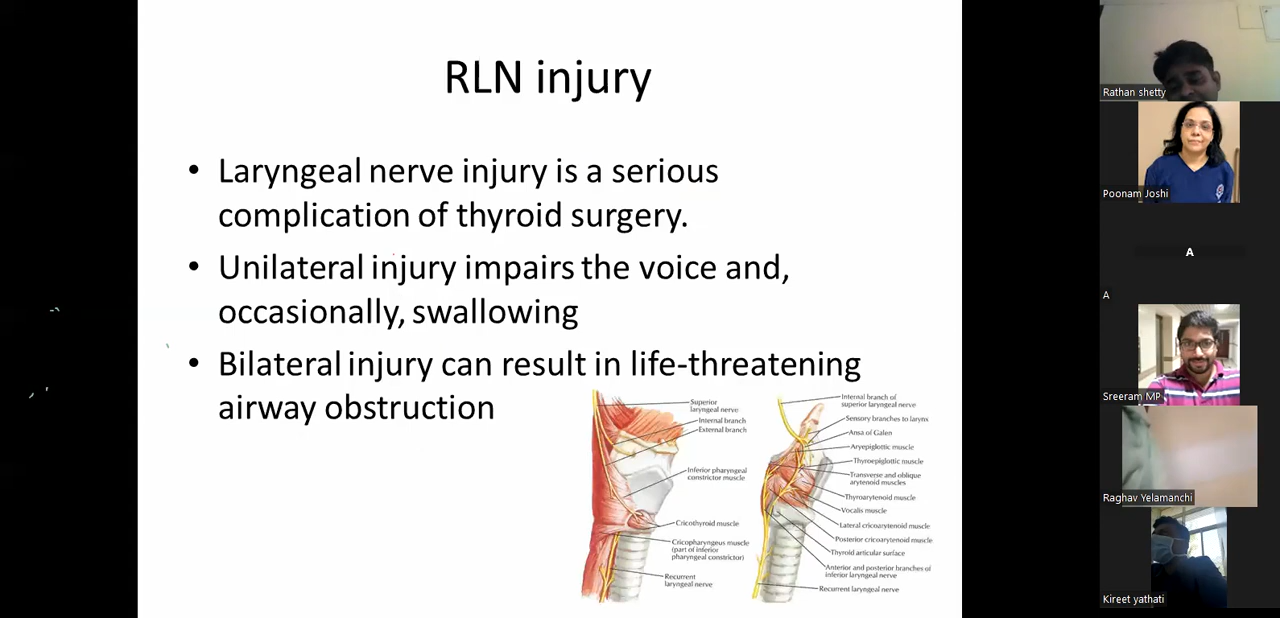 RLN injury
• Laryngeal nerve injury is a serious
complication of thyroid surgery.
• Unilateral injury impairs the voice and,
occasionally, swallowing
• Bilateral injury can result in life-threatening
airway obstruction
Superior
laryngeal nerve
Internal branch
External branch
Inferior pharyngeal
constrictor muscle
Cricothyroid muscle
Cricopharyngeus muscle
(part of inferior
pharyngeal constrictor)
Recurrent
laryngeal nerve
Internal branch of
superior laryngeal nerve
Sensory branches to larynx
Ansa of Galen
Aryepiglottic muscle
Thyroepiglottic muscle
Transverse and oblique
arytenoid muscles
Thyroarytenoid muscle
Vocalis muscle
Lateral cricoarytenoid muscle
Posterior cricoarytenoid muscle
Thyroid articular surface
Anterior and posterior branches of
inferior laryngeal nerve
Recurrent laryngeal nerve
Rathan shetty
Poonam Joshi
A
A
Sreeram MP
Raghav Yelamanchi
Kireet yathati